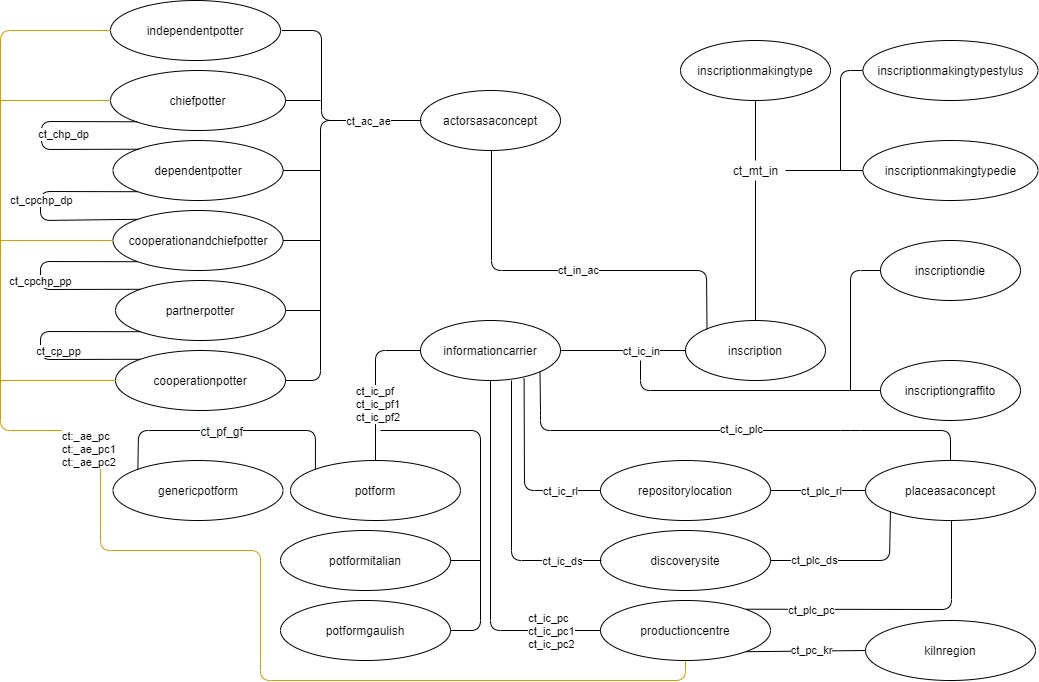 independentpotter
inscriptionmakingtype
inscriptionmakingtypestylus
chiefpotter
ct_ac_ae
actorsasaconcept
ct_chp_dp
dependentpotter
ct_mt_in
inscriptionmakingtypedie
ct_cpchp_dp
cooperationandchiefpotter
ct_in_ac
inscriptiondie
ct_cpchp_pp
partnerpotter
ct_cp_pp
informationcarrier
ct_ic_in
inscription
cooperationpotter
ct_ic_pf
ct_ic_pf1
ct_ic_pf2
inscriptiongraffito
ct:_ae_pc
ct:_ae_pc1
ct:_ae_pc2
ct_pf_gf
ct_ic_plc
genericpotform
potform
ct_ic_rl
repositorylocation
ct_plc_rl
placeasaconcept
potformitalian
ct_ic_ds
discoverysite
ct_plc_ds
potformgaulish
ct_ic_pc
ct_ic_pc1
ct_ic_pc2
productioncentre
ct_plc_pc
ct_pc_kr
kilnregion